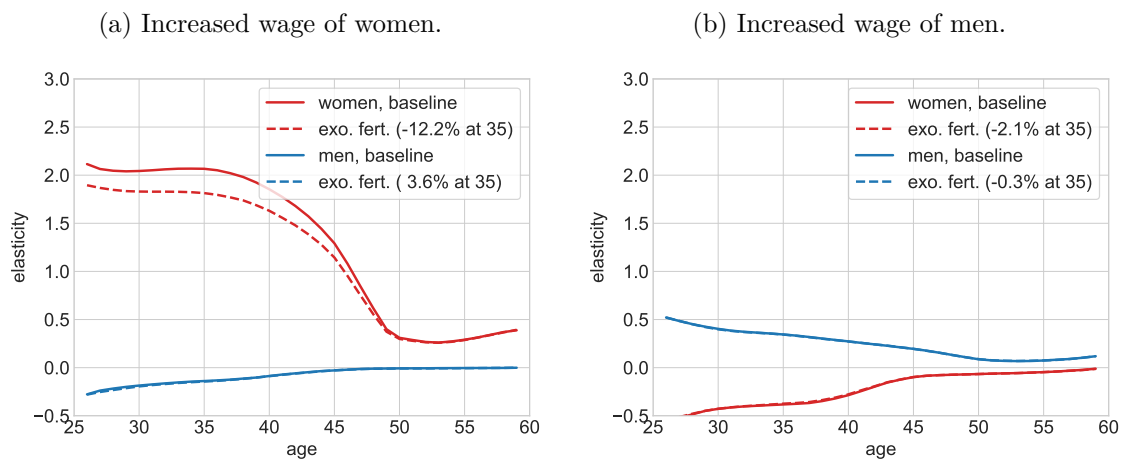 (a) Increased wage of women.
3.0
2.5
2.0
1.5
1.0
0.5
0.0
−0.5
elasticity
women, baseline
exo. fert. (-12.2% at 35)
men, baseline
exo. fert. ( 3.6% at 35)
25 30 35 40 45 50 55 60
age
(b) Increased wage of men.
3.0
2.5
2.0
1.5
1.0
0.5
0.0
−0.5
elasticity
women, baseline
exo. fert. (-2.1% at 35)
men, baseline
exo. fert. (-0.3% at 35)
25 30 35 40 45 50 55 60
age